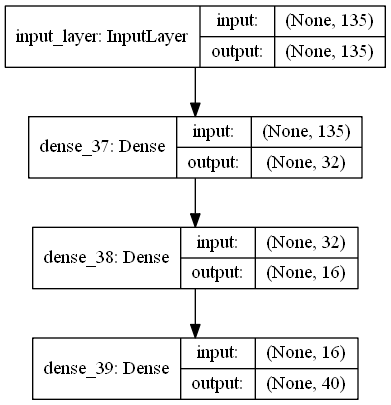 input_layer: InputLayer
input: (None, 135)
output: (None, 135)
dense_37: Dense
input: (None, 135)
output: (None, 32)
dense_38: Dense
input: (None, 32)
output: (None, 16)
dense_39: Dense
input: (None, 16)
output: (None, 40)